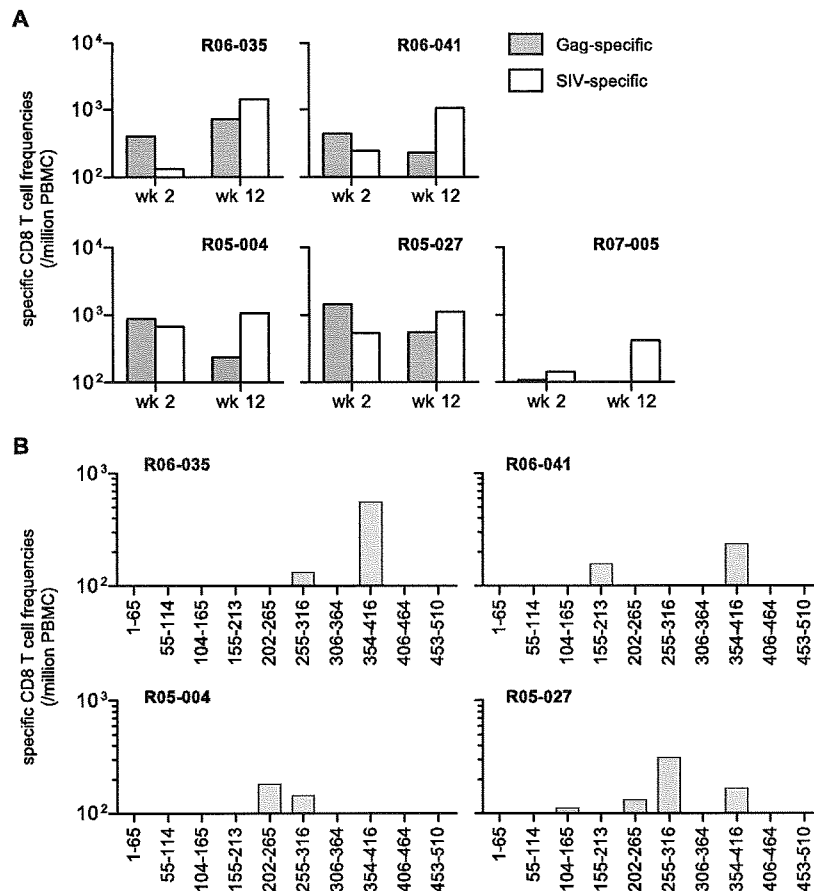 A
R06-035
R06-041
Gag-specific
SIV-specific
10⁴
10³
10²
wk 2
wk 12
wk 2
wk 12
specific CD8 T cell frequencies
(/million PBMC)
R05-004
R05-027
R07-005
10⁴
10³
10²
wk 2
wk 12
wk 2
wk 12
wk 2
wk 12
B
R06-035
R06-041
10³
10²
1-65
55-114
104-165
155-213
202-265
255-316
306-364
354-416
406-464
453-510
1-65
55-114
104-165
155-213
202-265
255-316
306-364
354-416
406-464
453-510
specific CD8 T cell frequencies
(/million PBMC)
R05-004
R05-027
10³
10²
1-65
55-114
104-165
155-213
202-265
255-316
306-364
354-416
406-464
453-510
1-65
55-114
104-165
155-213
202-265
255-316
306-364
354-416
406-464
453-510